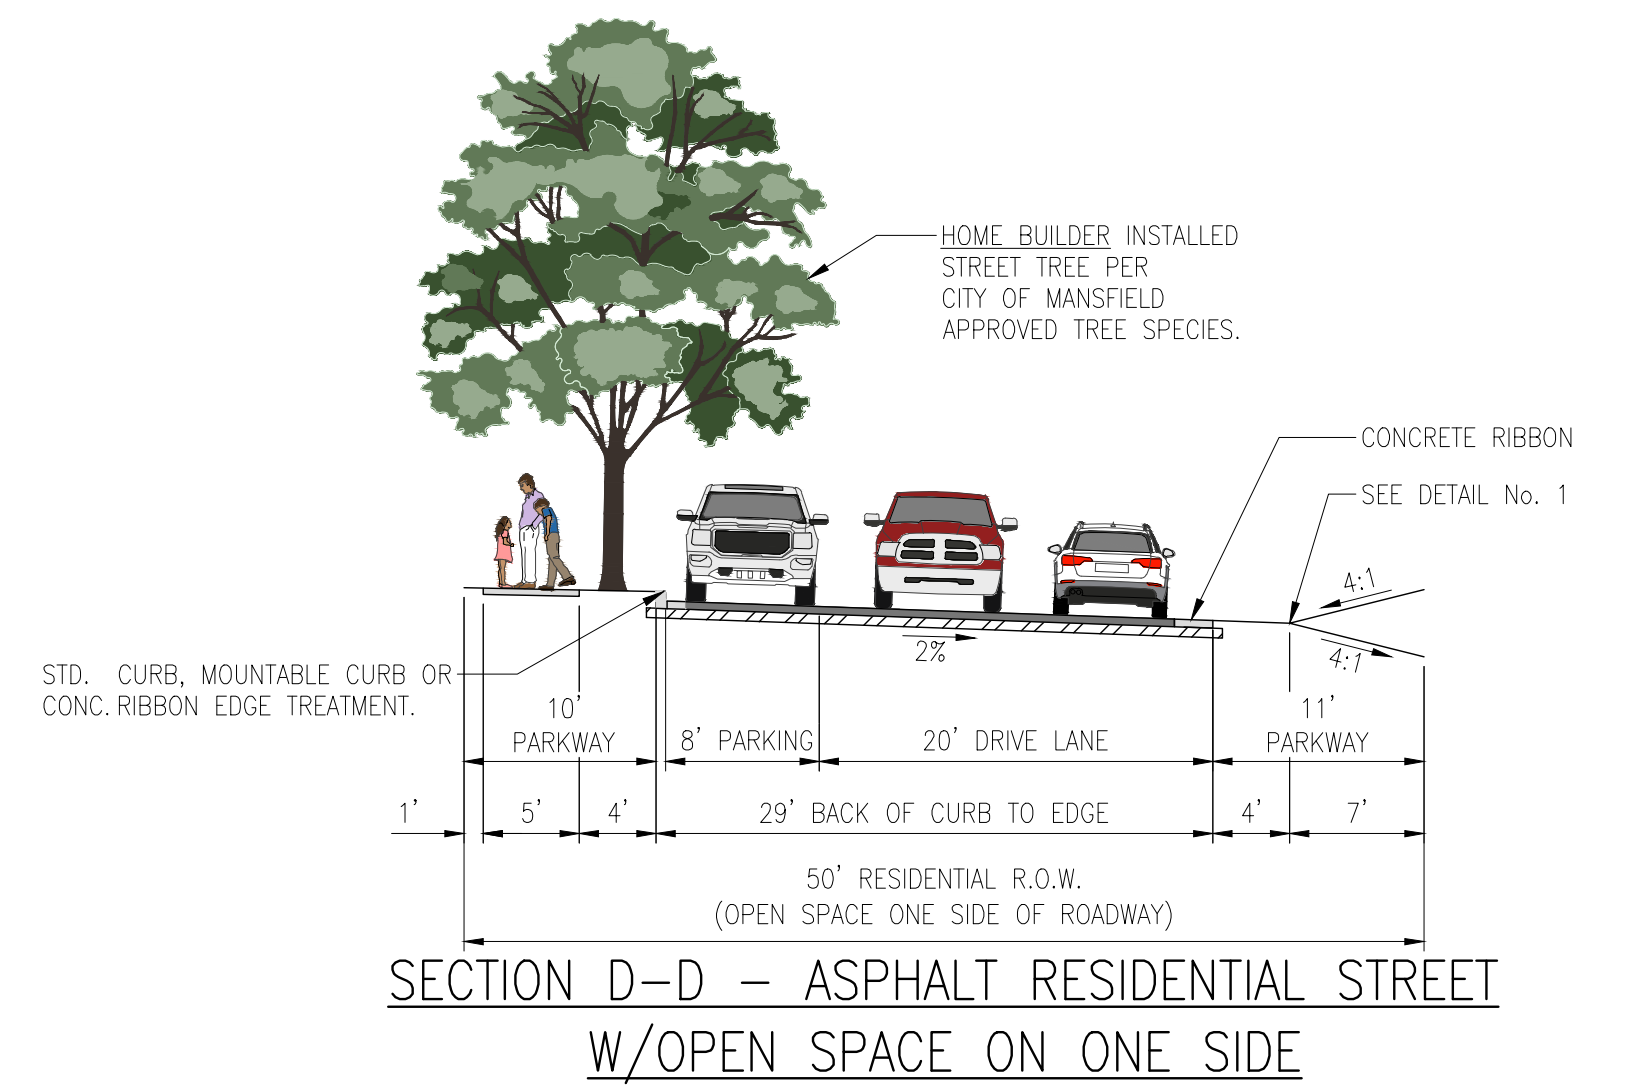 HOME BUILDER INSTALLED
STREET TREE PER
CITY OF MANSFIELD
APPROVED TREE SPECIES.
CONCRETE RIBBON
SEE DETAIL No. 1
4:1
4:1
2%
STD. CURB, MOUNTABLE CURB OR
CONC. RIBBON EDGE TREATMENT.
10'
PARKWAY
8' PARKING
20' DRIVE LANE
11'
PARKWAY
1'
5'
4'
29' BACK OF CURB TO EDGE
4'
7'
50' RESIDENTIAL R.O.W.
(OPEN SPACE ONE SIDE OF ROADWAY)
SECTION D-D - ASPHALT RESIDENTIAL STREET
W/OPEN SPACE ON ONE SIDE